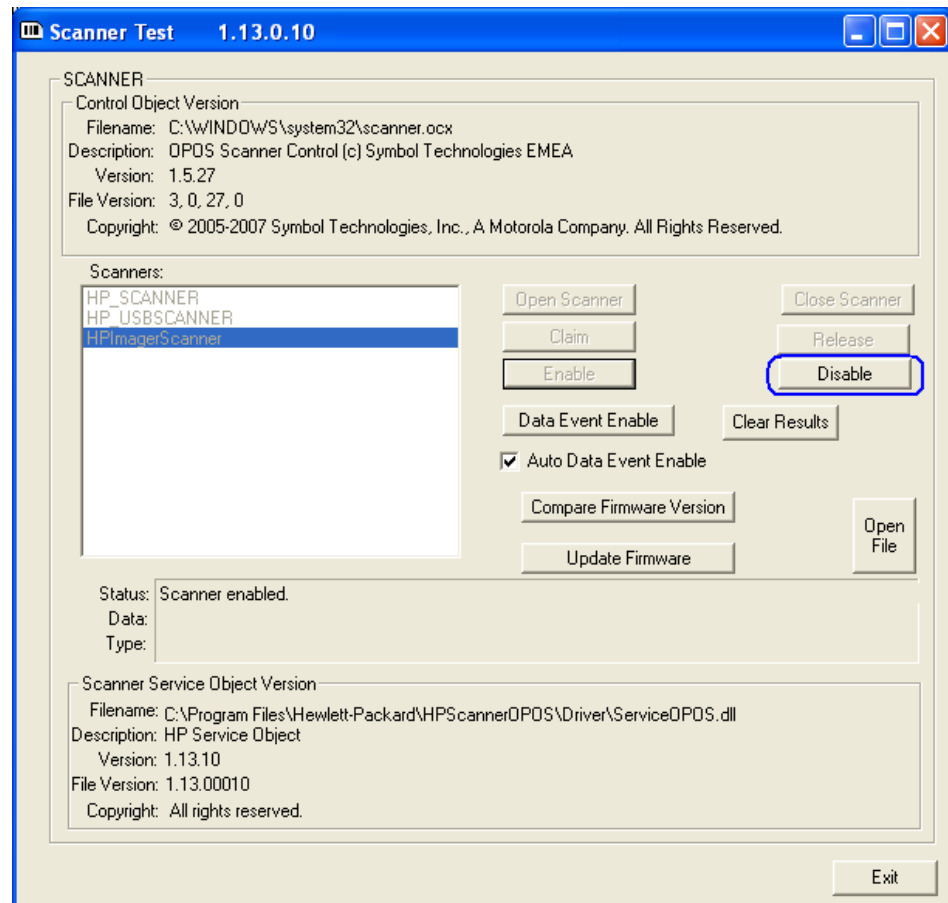 Scanner Test 1.13.0.10
SCANNER
Control Object Version
Filename: C:\WINDOWS\system32\scanner.ocx
Description: OPOS Scanner Control (c) Symbol Technologies EMEA
Version: 1.5.27
File Version: 3, 0, 27, 0
Copyright: © 2005-2007 Symbol Technologies, Inc., A Motorola Company. All Rights Reserved.
Scanners:
HP_SCANNER
HP_USBSCANNER
HPImagerScanner
Open Scanner
Close Scanner
Claim
Release
Enable
Disable
Data Event Enable
Clear Results
Auto Data Event Enable
Compare Firmware Version
Update Firmware
Open
File
Status: Scanner enabled.
Data:
Type:
Scanner Service Object Version
Filename: C:\Program Files\Hewlett-Packard\HPScannerOPOS\Driver\ServiceOPOS.dll
Description: HP Service Object
Version: 1.13.10
File Version: 1.13.00010
Copyright: All rights reserved.
Exit